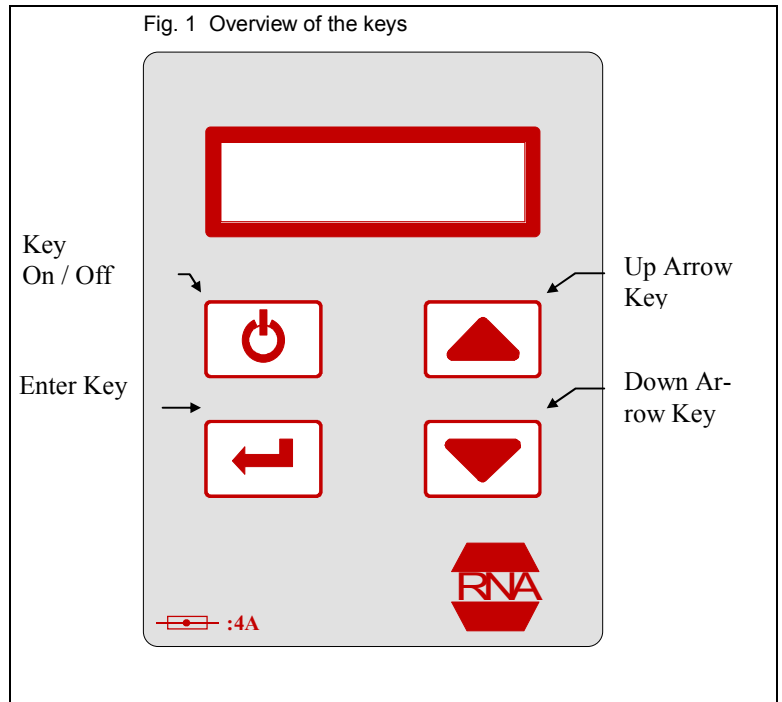 Fig. 1 Overview of the keys
Key
On / Off
Up Arrow
Key
Enter Key
Down Ar-
row Key
RNA
:4A